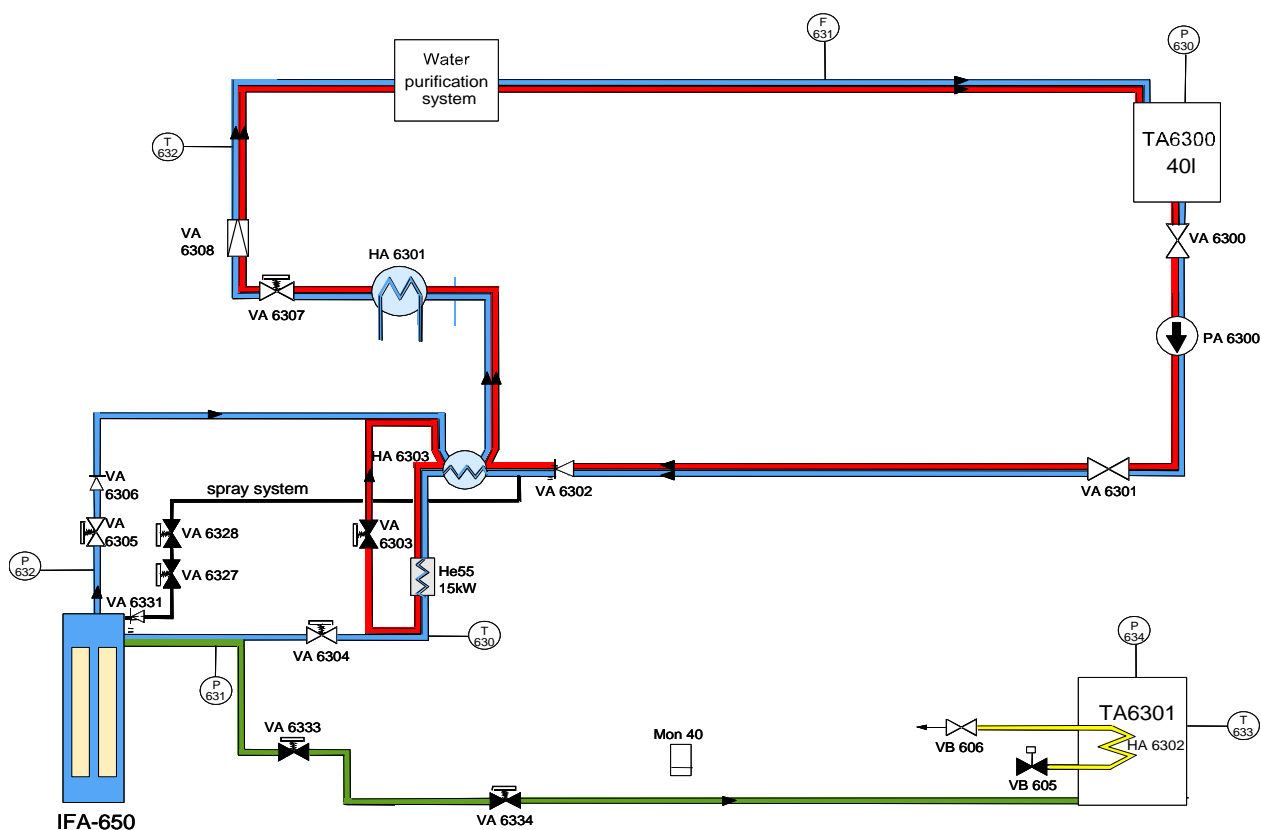 F
631
P
630
Water
purification
system
T
632
TA6300
40l
VA
6308
HA 6301
VA 6300
VA 6307
PA 6300
HA 6303
VA
6306
spray system
VA 6302
VA 6301
VA
6305
VA 6328
VA
6303
P
632
VA 6327
He55
15kW
VA 6331
T
630
VA 6304
P
634
P
631
TA6301
VA 6333
Mon 40
T
633
HA 6302
VB 606
VB 605
VA 6334
IFA-650